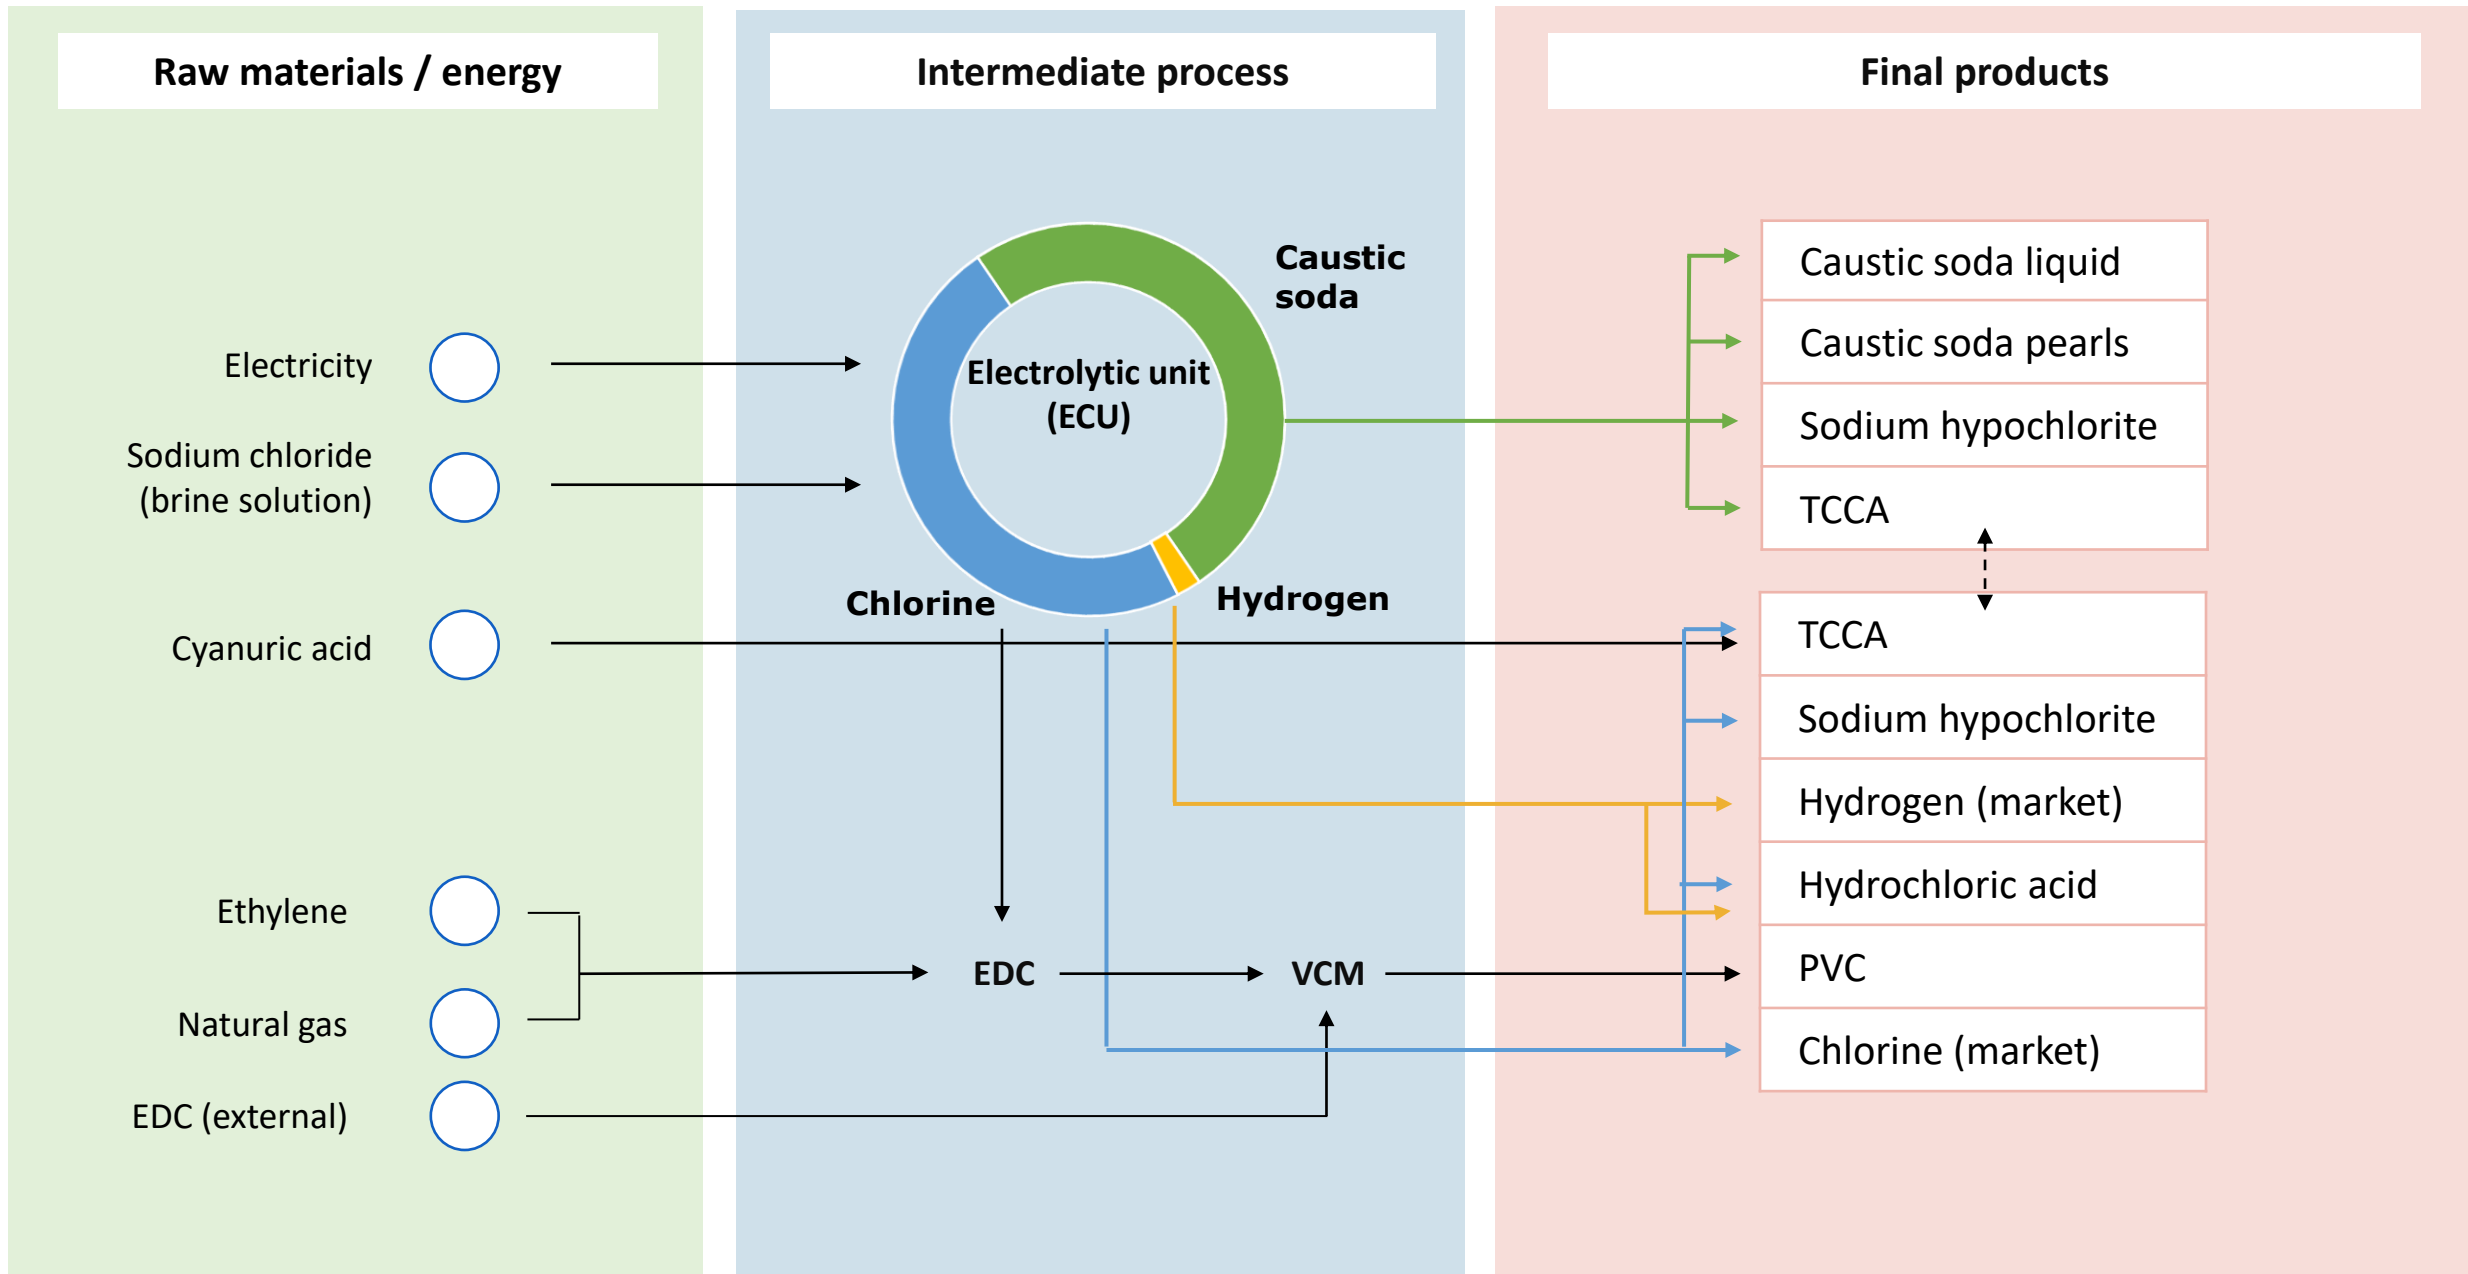 Raw materials / energy
Intermediate process
Final products
Electricity
Sodium chloride
(brine solution)
Cyanuric acid
Ethylene
Natural gas
EDC (external)
Caustic
soda
Electrolytic unit
(ECU)
Chlorine
Hydrogen
EDC
VCM
Caustic soda liquid
Caustic soda pearls
Sodium hypochlorite
TCCA
TCCA
Sodium hypochlorite
Hydrogen (market)
Hydrochloric acid
PVC
Chlorine (market)